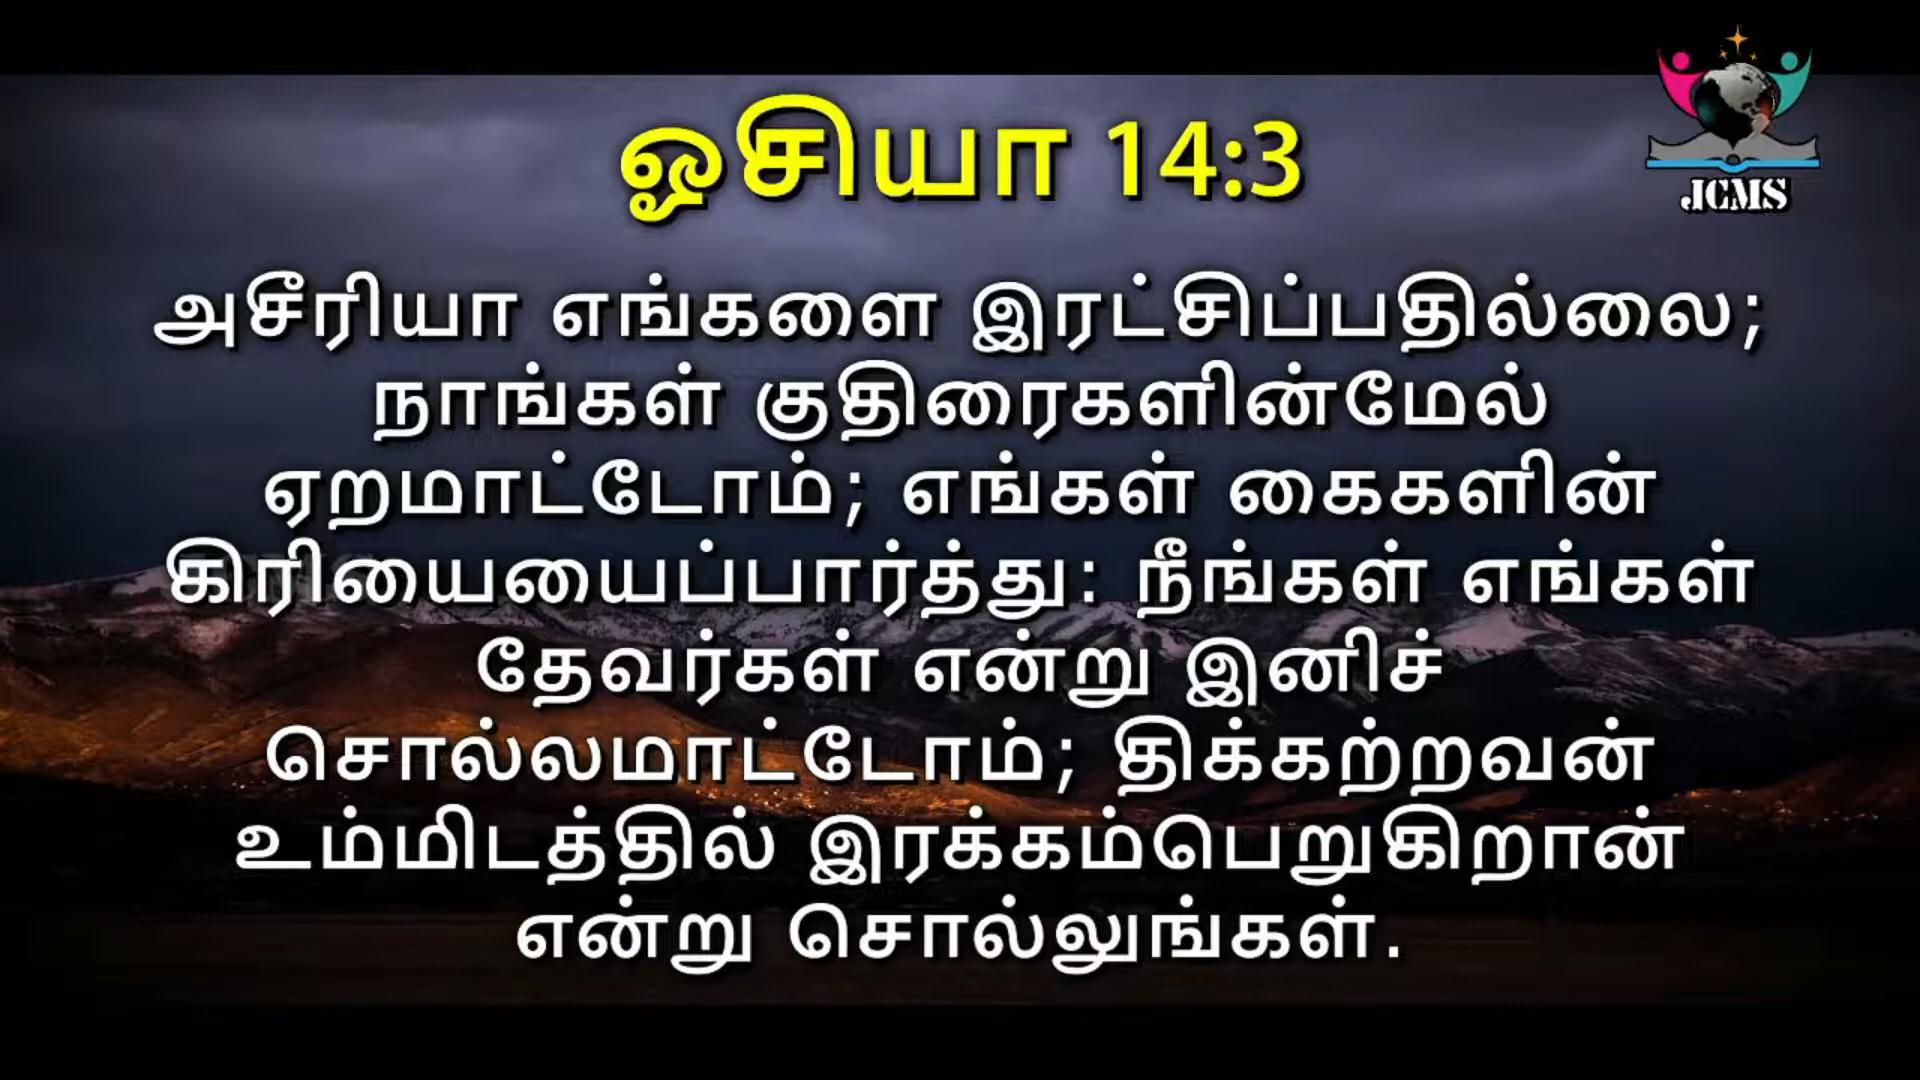 ஓசியா 14:3
JCMS
அசீரியா எங்களை இரட்சிப்பதில்லை;
நாங்கள் குதிரைகளின்மேல்
ஏறமாட்டோம்; எங்கள் கைகளின்
கிரியையைப்பார்த்து: நீங்கள் எங்கள்
தேவர்கள் என்று இனிச்
சொல்லமாட்டோம்; திக்கற்றவன்
உம்மிடத்தில் இரக்கம்பெறுகிறான்
என்று சொல்லுங்கள்.